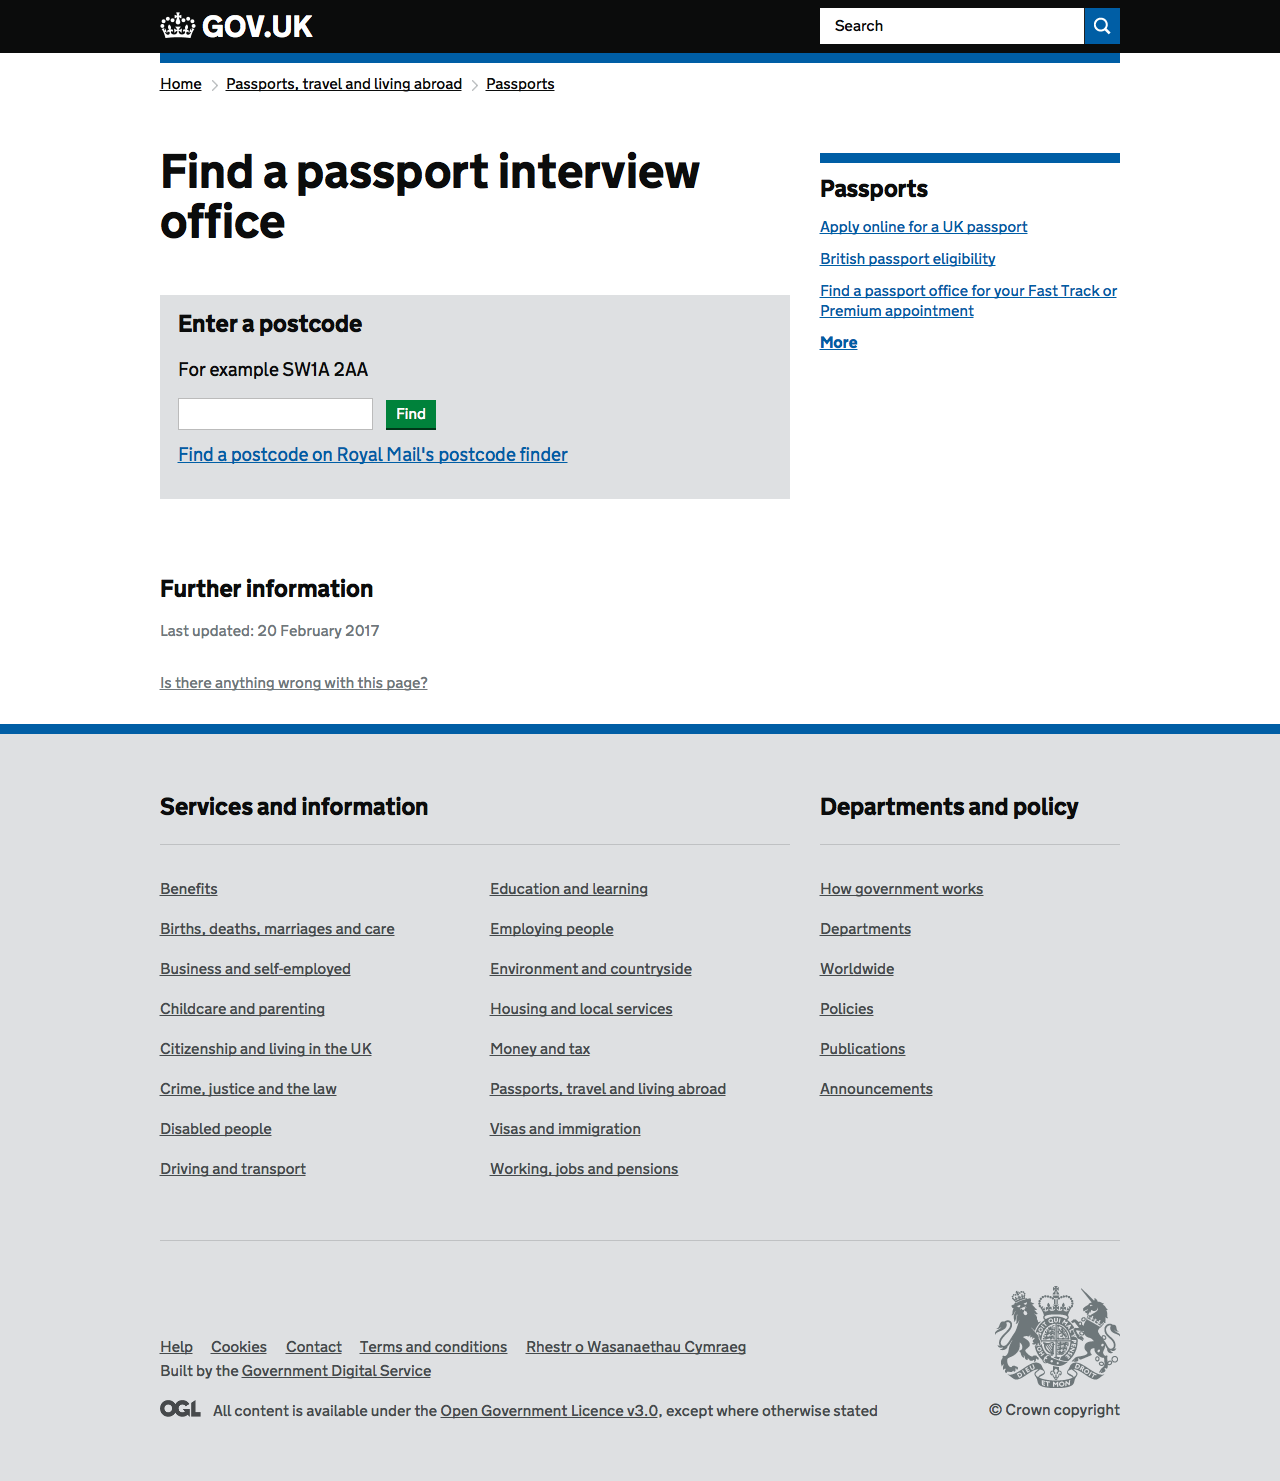 GOV.UK
Search
Home
Passports, travel and living abroad
Passports
Find a passport interview
office
Enter a postcode
For example SW1A 2AA
Find
Find a postcode on Royal Mail's postcode finder
Passports
Apply online for a UK passport
British passport eligibility
Find a passport office for your Fast Track or
Premium appointment
More
Further information
Last updated: 20 February 2017
Is there anything wrong with this page?
Services and information
Benefits
Births, deaths, marriages and care
Business and self-employed
Childcare and parenting
Citizenship and living in the UK
Crime, justice and the law
Disabled people
Driving and transport
Education and learning
Employing people
Environment and countryside
Housing and local services
Money and tax
Passports, travel and living abroad
Visas and immigration
Working, jobs and pensions
Departments and policy
How government works
Departments
Worldwide
Policies
Publications
Announcements
Help Cookies Contact Terms and conditions Rhestr o Wasanaethau Cymraeg
Built by the Government Digital Service
OGL All content is available under the Open Government Licence v3.0, except where otherwise stated
DIEU ET MON DROIT
© Crown copyright